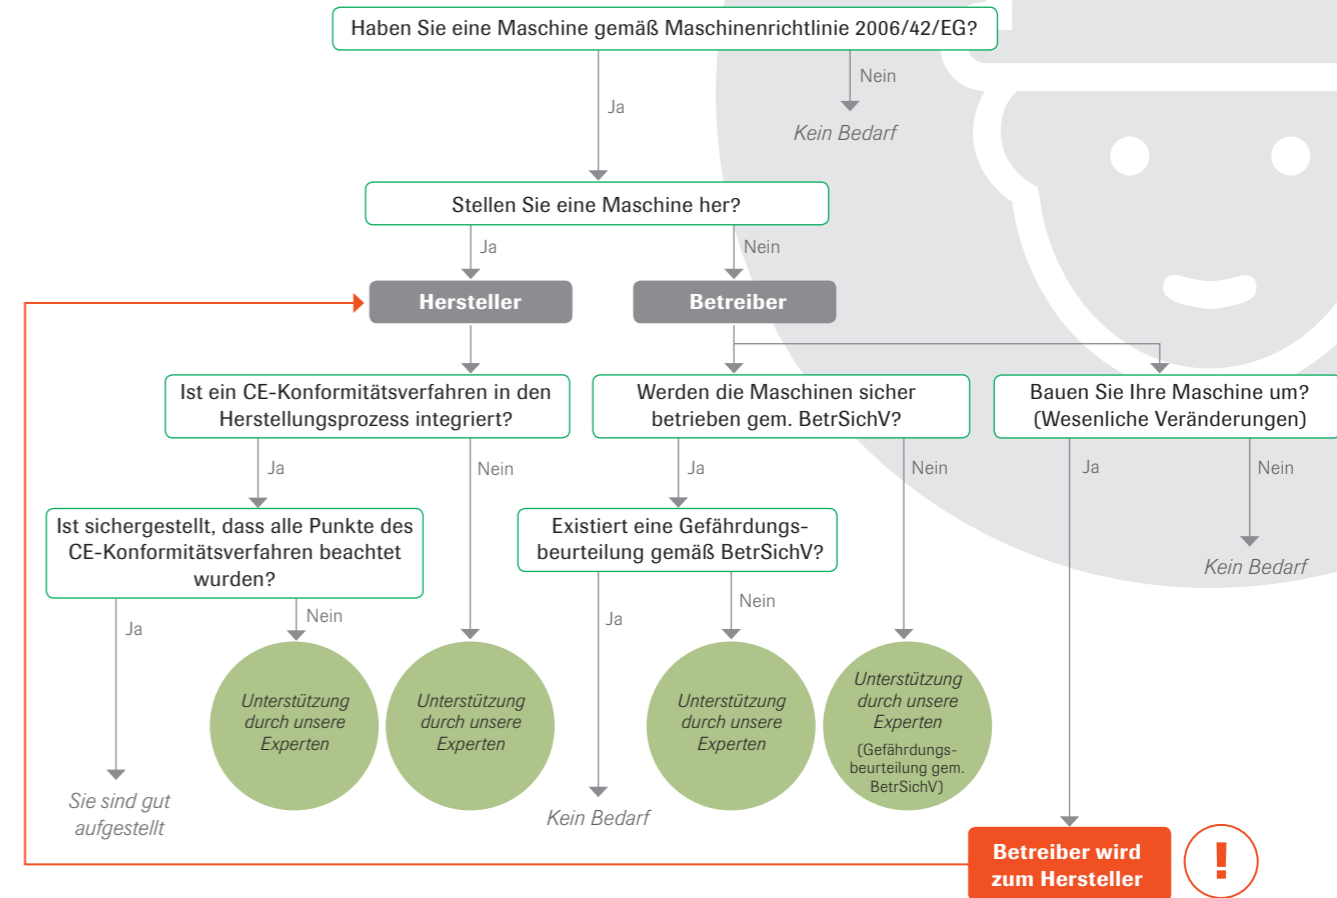 Haben Sie eine Maschine gemäß Maschinenrichtlinie 2006/42/EG?
Ja
Nein
Kein Bedarf
Stellen Sie eine Maschine her?
Ja
Nein
Hersteller
Betreiber
Ist ein CE-Konformitätsverfahren in den
Herstellungsprozess integriert?
Werden die Maschinen sicher
betrieben gem. BetrSichV?
Bauen Sie Ihre Maschine um?
(Wesenliche Veränderungen)
Ja
Nein
Ja
Nein
Ja
Nein
Ist sichergestellt, dass alle Punkte des
CE-Konformitätsverfahren beachtet
wurden?
Existiert eine Gefährdungs-
beurteilung gemäß BetrSichV?
Kein Bedarf
Ja
Nein
Ja
Nein
Unterstützung
durch unsere
Experten
Unterstützung
durch unsere
Experten
Unterstützung
durch unsere
Experten
Unterstützung
durch unsere
Experten
(Gefährdungs-
beurteilung gem.
BetrSichV)
Sie sind gut
aufgestellt
Kein Bedarf
Betreiber wird
zum Hersteller
!